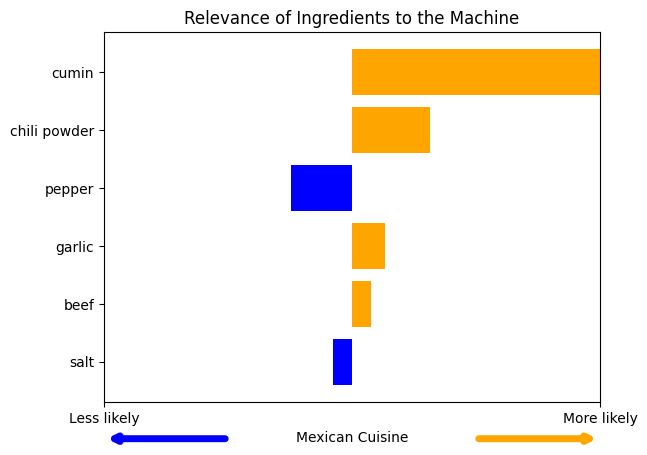 Relevance of Ingredients to the Machine
cumin
chili powder
pepper
garlic
beef
salt
Less likely
More likely
Mexican Cuisine